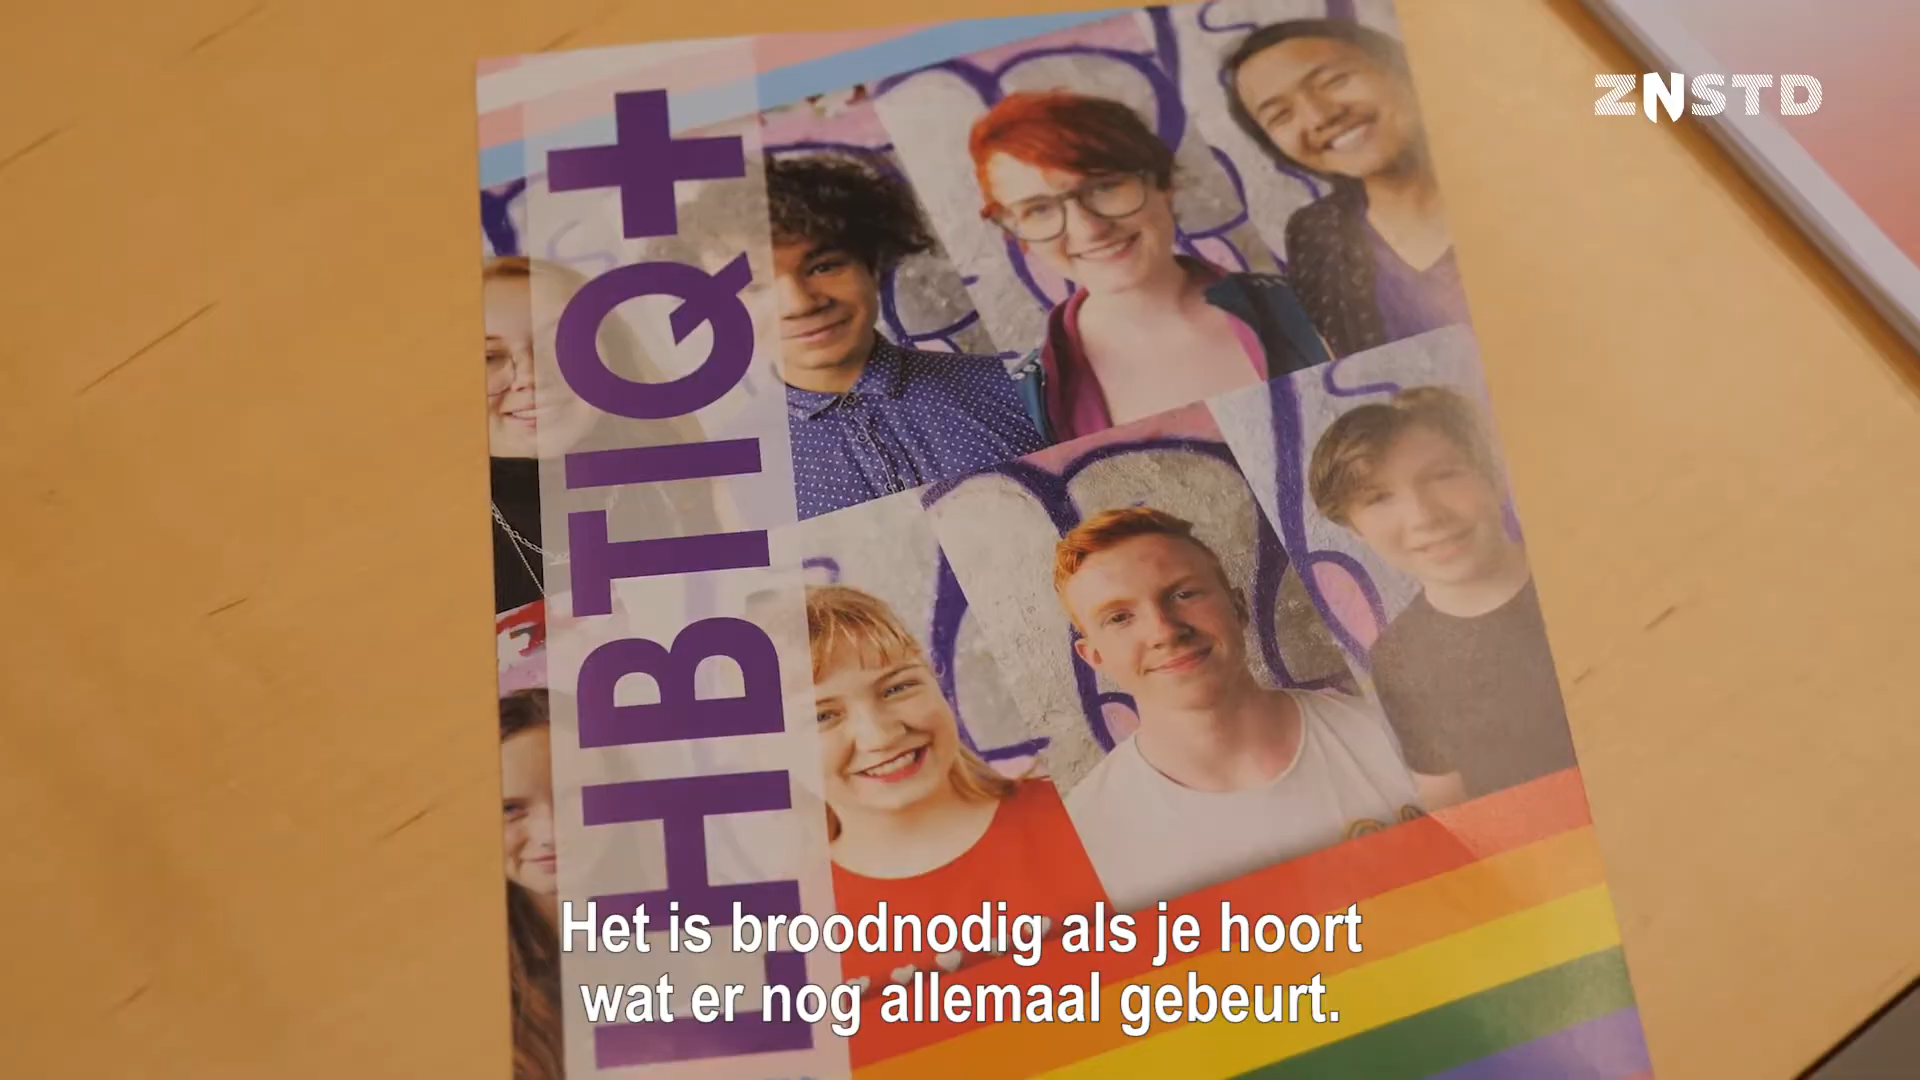 ZNSTD
LHBTIQ+
Het is broodnodig als je hoort
wat er nog allemaal gebeurt.